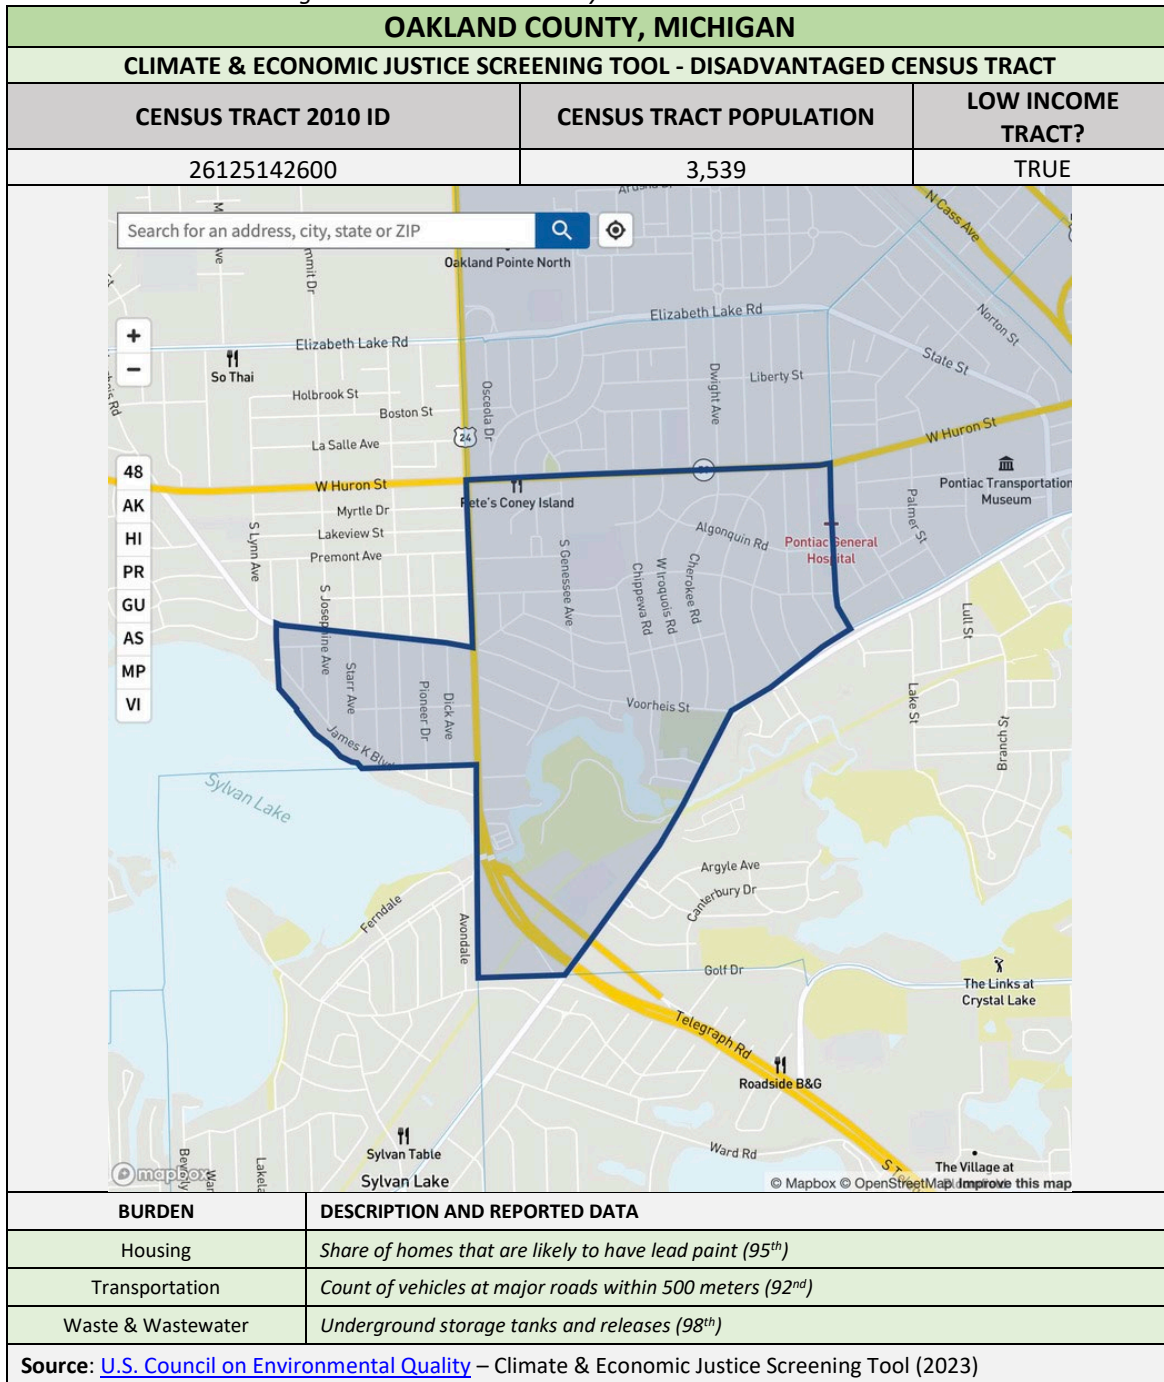 OAKLAND COUNTY, MICHIGAN
CLIMATE & ECONOMIC JUSTICE SCREENING TOOL - DISADVANTAGED CENSUS TRACT
CENSUS TRACT 2010 ID
CENSUS TRACT POPULATION
LOW INCOME
TRACT?
26125142600
3,539
TRUE
Search for an address, city, state or ZIP
N Cass Ave
Oakland Pointe North
Elizabeth Lake Rd
Norton St
Elizabeth Lake Rd
State St
So Thai
Liberty St
Dwight Ave
Osceola Dr
Holbrook St
Boston St
24
La Salle Ave
W Huron St
W Huron St
Pete's Coney Island
Pontiac Transportation
Museum
Myrtle Dr
Lakeview St
Premont Ave
S Lynn Ave
Palmer St
Algonquin Rd
Pontiac General
Hospital
S Genessee Ave
Chippewa Rd
W Iroquois Rd
Cherokee Rd
S Josephine Ave
Starr Ave
Pioneer Dr
Dick Ave
Lull St
Lake St
Branch St
Voorheis St
James K Blvd
Sylvan Lake
+
−
48
AK
HI
PR
GU
AS
MP
VI
Argyle Ave
Canterbury Dr
Ferndale
Avondale
Golf Dr
The Links at
Crystal Lake
Telegraph Rd
Roadside B&G
Ward Rd
Sylvan Table
Sylvan Lake
The Village at
mapbox
© Mapbox © OpenStreetMap Improve this map
BURDEN
DESCRIPTION AND REPORTED DATA
Housing
Share of homes that are likely to have lead paint (95th)
Transportation
Count of vehicles at major roads within 500 meters (92nd)
Waste & Wastewater
Underground storage tanks and releases (98th)
Source: U.S. Council on Environmental Quality – Climate & Economic Justice Screening Tool (2023)